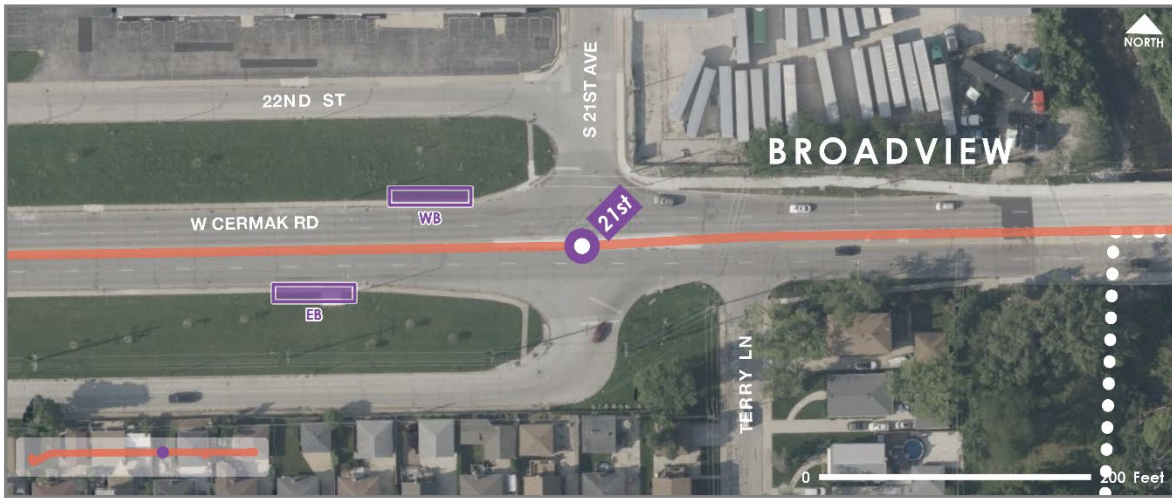 NORTH
22ND ST
S 21ST AVE
BROADVIEW
21st
W CERMAK RD
WB
EB
TERRY LN
0 200 Feet